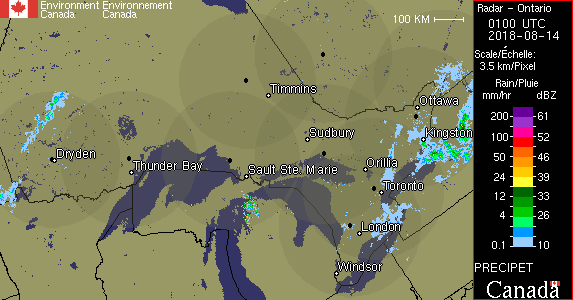 Environment Environnement
Canada Canada
100 KM
Timmins
Ottawa
Sudbury
Kingston
Dryden
Thunder Bay
Sault Ste. Marie
Orillia
Toronto
London
Windsor
Radar - Ontario
0100 UTC
2018-08-14
Scale/Échelle:
3.5 km/Pixel
Rain/Pluie
mm/hr dBZ
200 61
100 52
50 46
24 39
12 33
4 26
0.1 10
PRECIPET
Canada